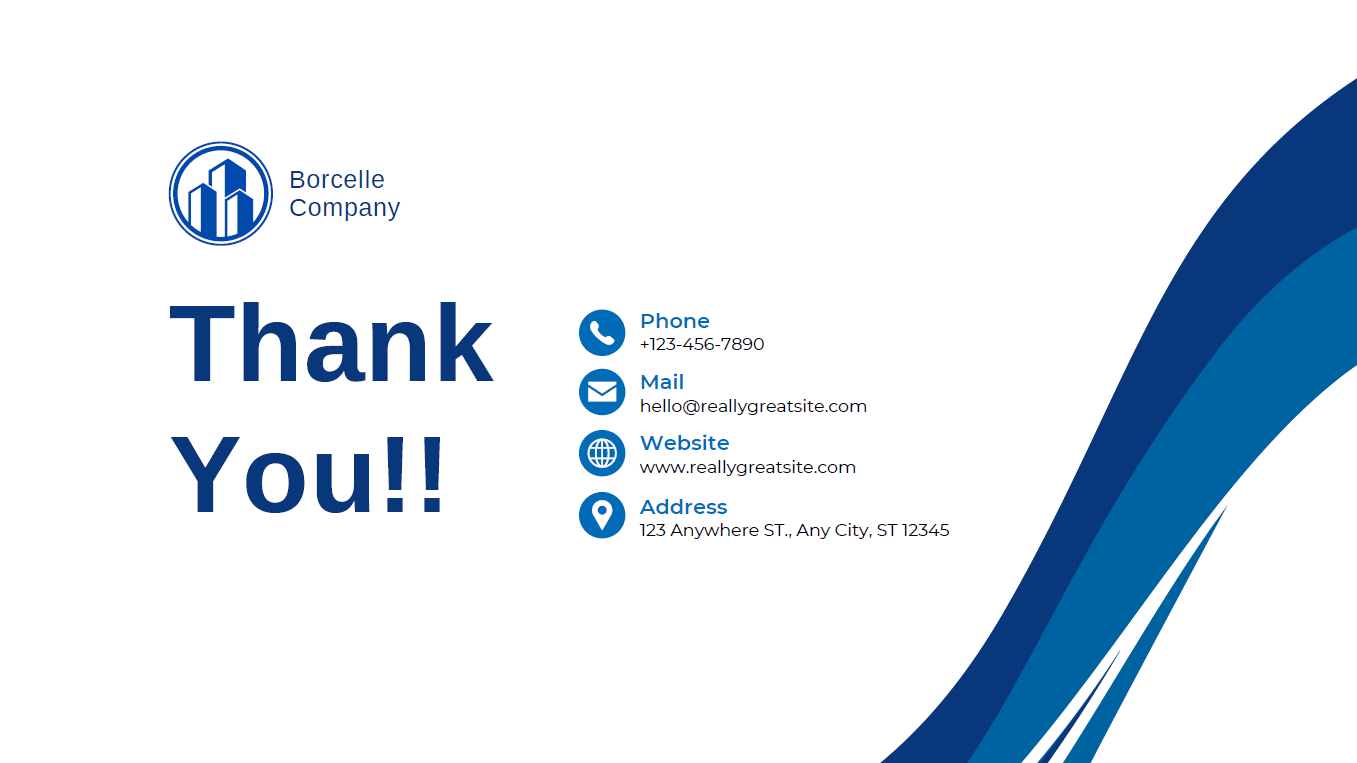 Borcelle
Company
Thank
You!!
Phone
+123-456-7890
Mail
hello@reallygreatsite.com
Website
www.reallygreatsite.com
Address
123 Anywhere ST., Any City, ST 12345